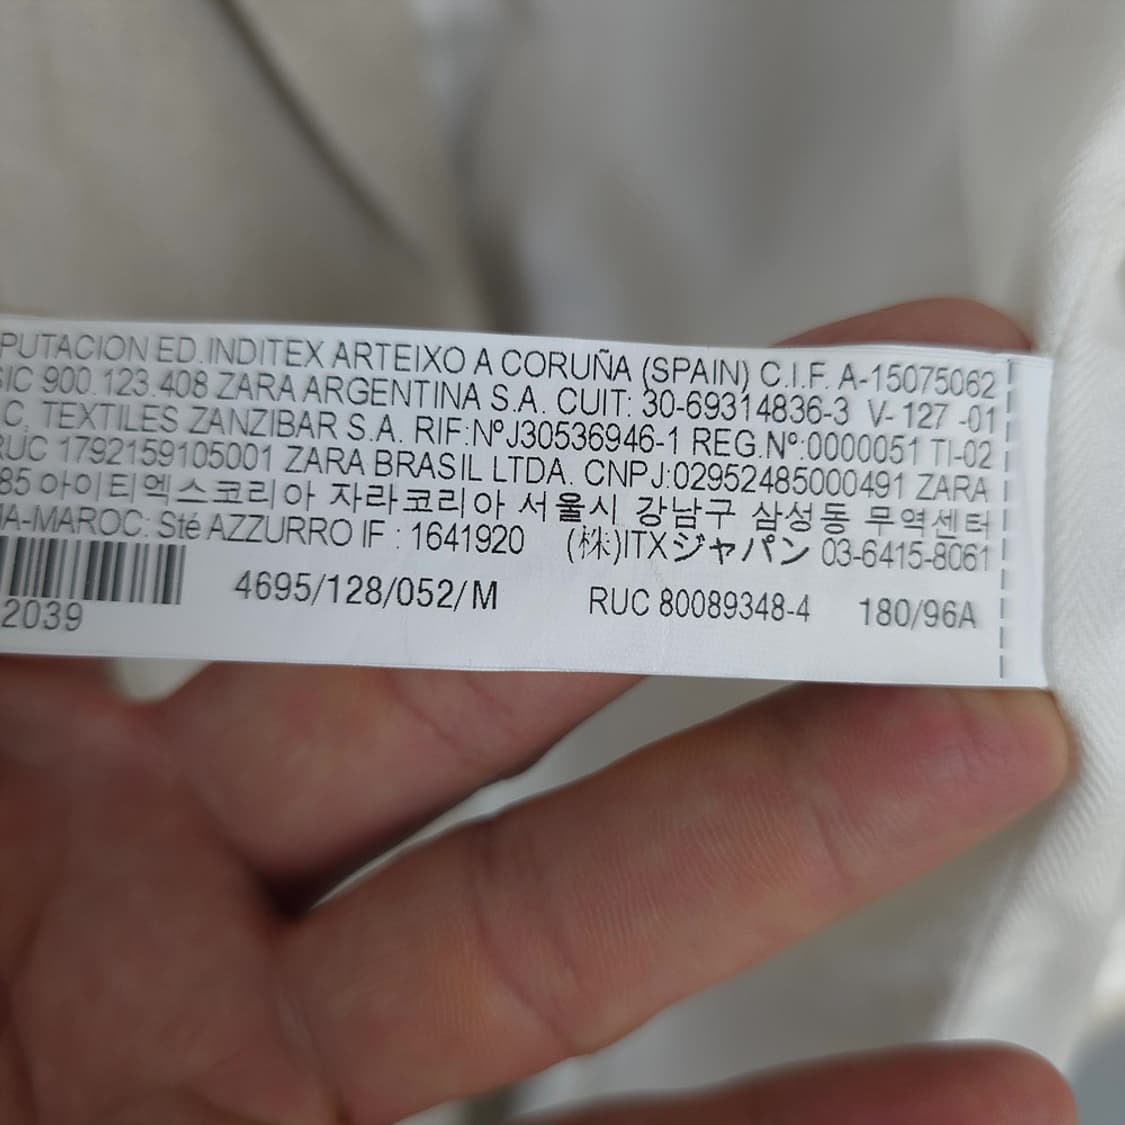 PUTACION ED.INDITEX ARTEIXO A CORUÑA (SPAIN) C.I.F. A-15075062
SIC 900.123.408 ZARA ARGENTINA S.A. CUIT: 30-69314836-3 V-127-01
C, TEXTILES ZANZIBAR S.A. RIF:NºJ30536946-1 REG.Nº:0000051 TI-02
RUC 1792159105001 ZARA BRASIL LTDA. CNPJ:02952485000491 ZARA
85 아이티엑스코리아 자라코리아 서울시 강남구 삼성동 무역센터
A-MAROC: Sté AZZURRO IF : 1641920 (株)ITXジャパン 03-6415-8061
4695/128/052/M RUC 80089348-4 180/96A
2039